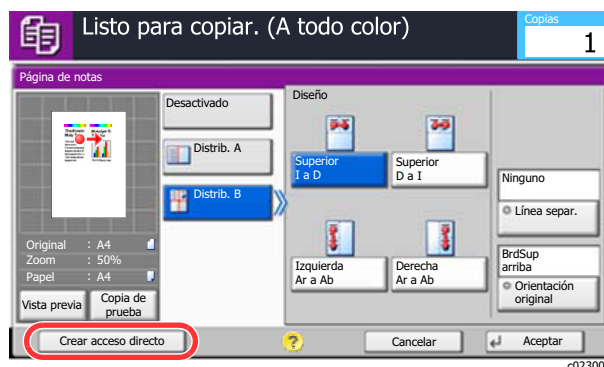 Listo para copiar. (A todo color)
Copias
1
Página de notas
Desactivado
Distrib. A
Distrib. B
Original : A4
Zoom : 50%
Papel : A4
Vista previa
Copia de
prueba
Diseño
Superior
I a D
Superior
D a I
Izquierda
Ar a Ab
Derecha
Ar a Ab
Ninguno
Línea separ.
BrdSup
arriba
Orientación
original
Crear acceso directo
?
Cancelar
Aceptar
c02300